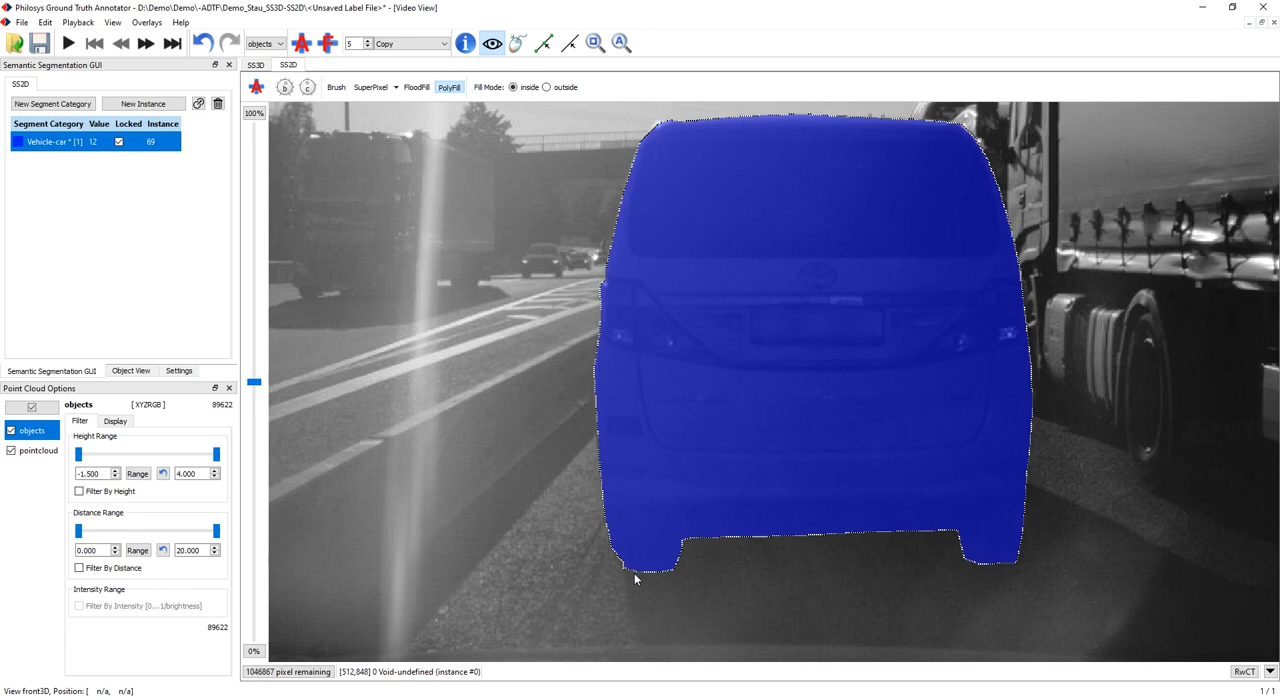 Philosys Ground Truth Annotator - D:\Demo\Demo\-ADTF\Demo_Stau_SS3D-SS2D\<Unsaved Label File>* - [Video View]
File Edit Playback View Overlays Help
objects 5 Copy
Semantic Segmentation GUI
SS2D
New Segment Category New Instance
Segment Category Value Locked Instance
Vehicle-car * [1] 12 69
Semantic Segmentation GUI Object View Settings
Point Cloud Options
objects [ XYZRGB ] 89622
objects
pointcloud
Filter Display
Height Range
-1.500 Range 4.000
Filter By Height
Distance Range
0.000 Range 20.000
Filter By Distance
Intensity Range
Filter By Intensity [0...1/brightness]
89622
SS3D SS2D
b c Brush SuperPixel FloodFill PolyFill Fill Mode: inside outside
100%
0%
1046867 pixel remaining [512,848] 0 Void-undefined (instance #0) RwCT
View front3D, Position: [ n/a, n/a] 1 / 1